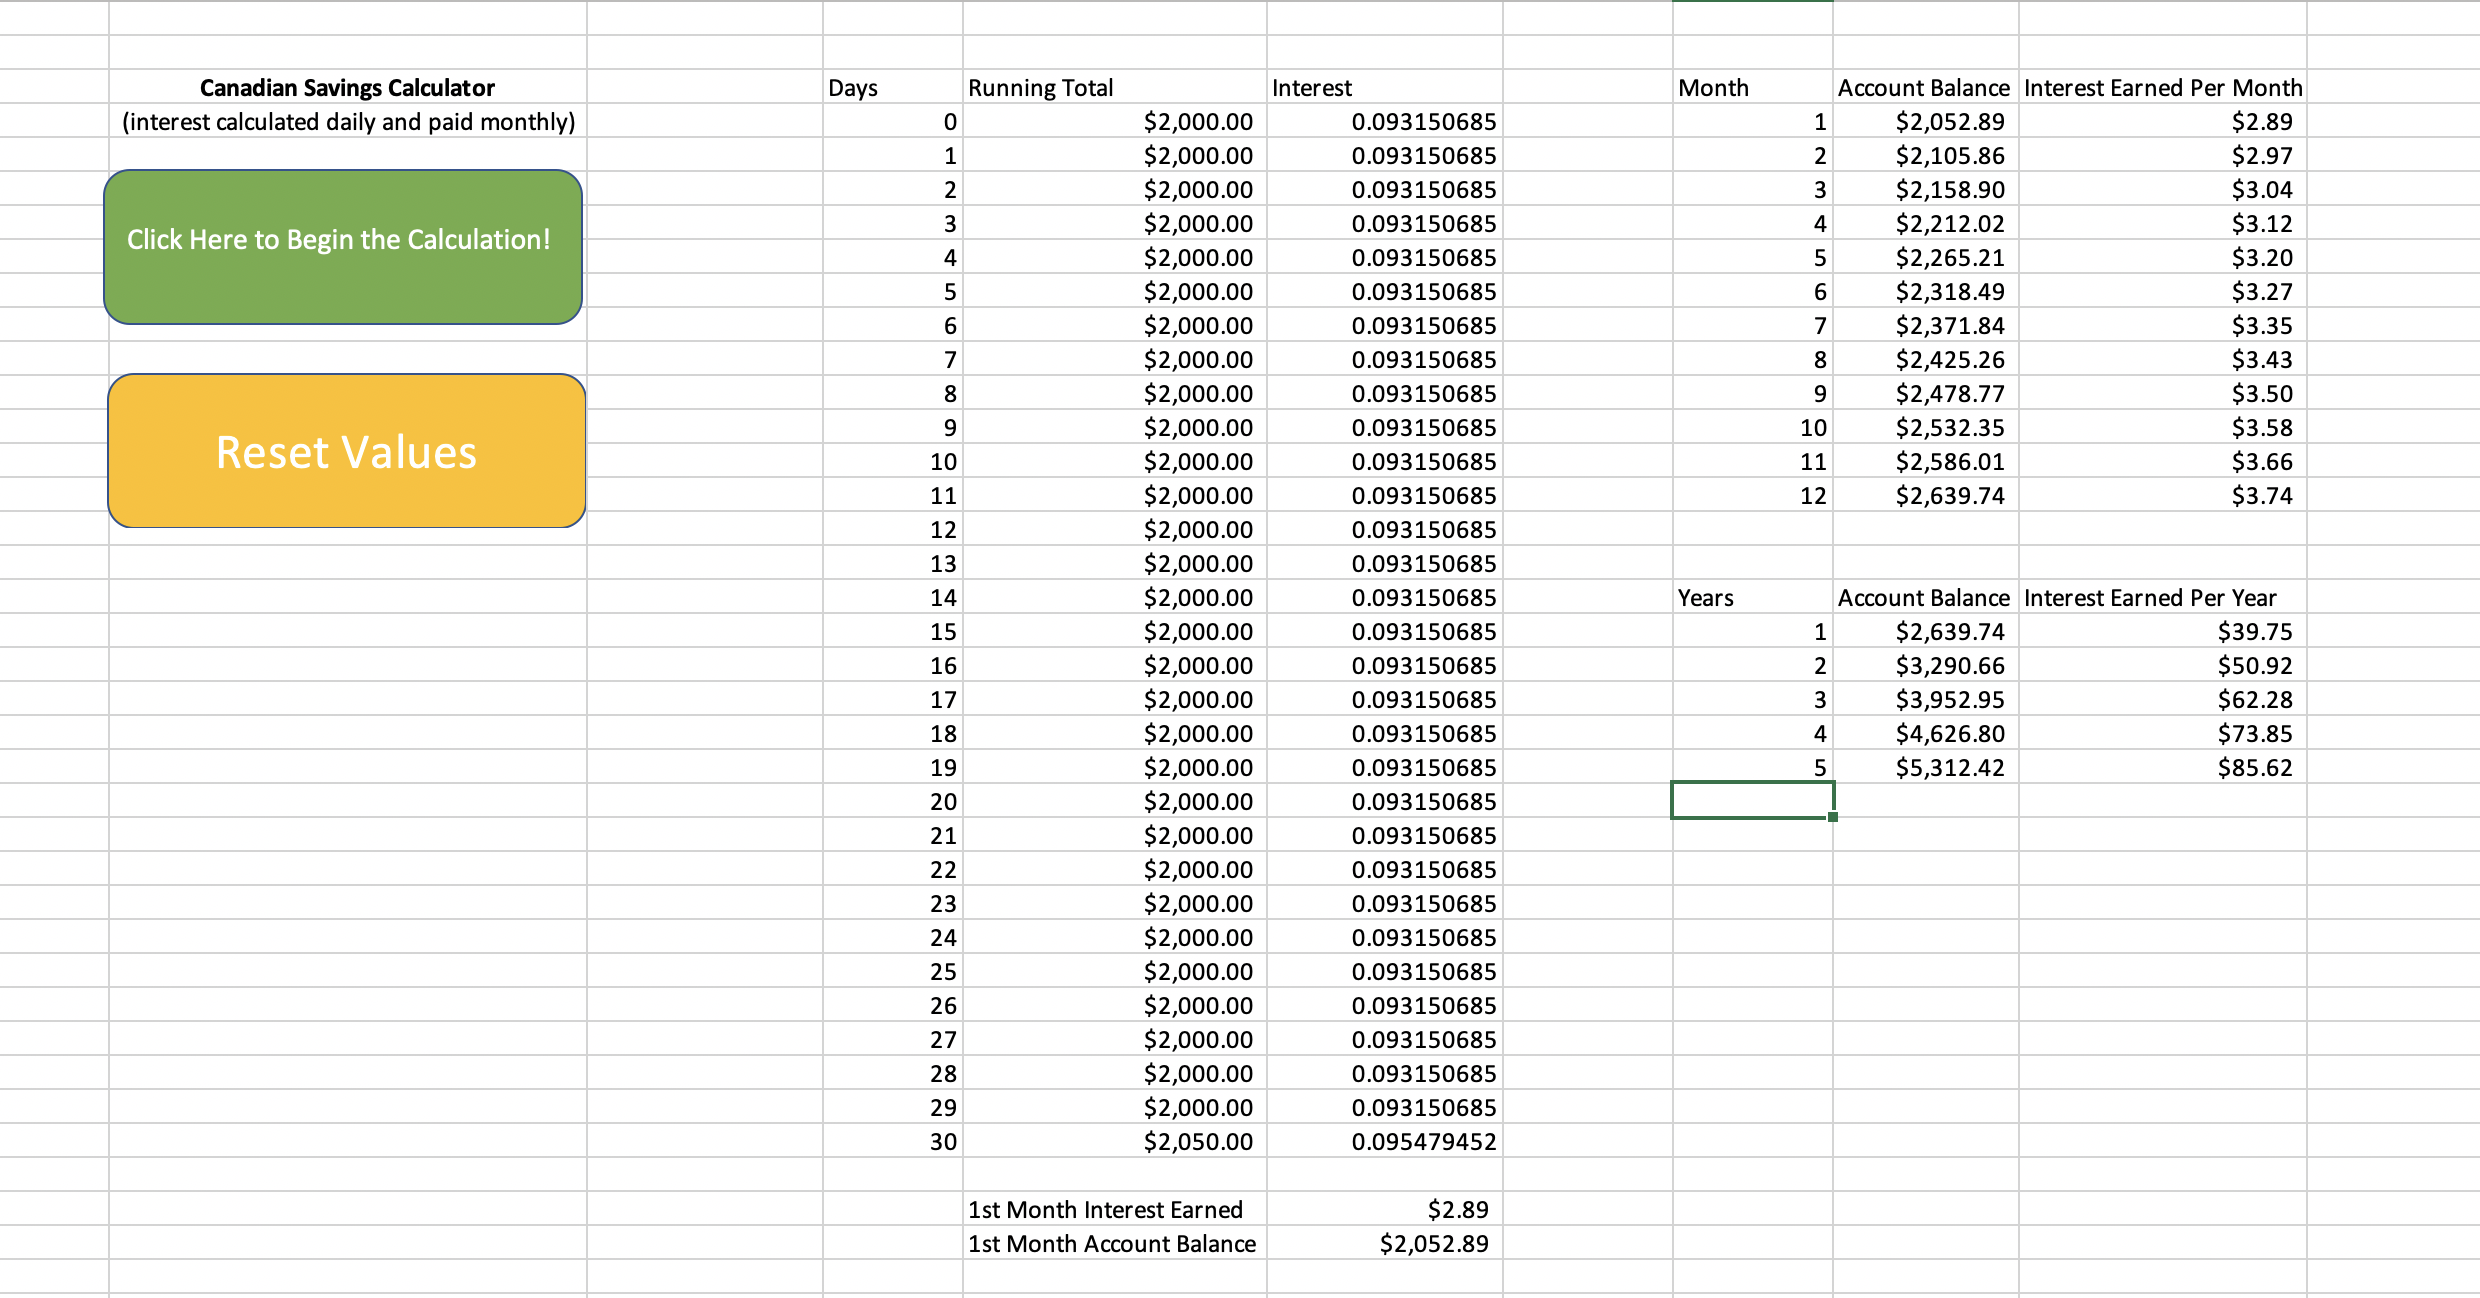 Canadian Savings Calculator
(interest calculated daily and paid monthly)
Click Here to Begin the Calculation!
Reset Values
Days Running Total Interest
0 $2,000.00 0.093150685
1 $2,000.00 0.093150685
2 $2,000.00 0.093150685
3 $2,000.00 0.093150685
4 $2,000.00 0.093150685
5 $2,000.00 0.093150685
6 $2,000.00 0.093150685
7 $2,000.00 0.093150685
8 $2,000.00 0.093150685
9 $2,000.00 0.093150685
10 $2,000.00 0.093150685
11 $2,000.00 0.093150685
12 $2,000.00 0.093150685
13 $2,000.00 0.093150685
14 $2,000.00 0.093150685
15 $2,000.00 0.093150685
16 $2,000.00 0.093150685
17 $2,000.00 0.093150685
18 $2,000.00 0.093150685
19 $2,000.00 0.093150685
20 $2,000.00 0.093150685
21 $2,000.00 0.093150685
22 $2,000.00 0.093150685
23 $2,000.00 0.093150685
24 $2,000.00 0.093150685
25 $2,000.00 0.093150685
26 $2,000.00 0.093150685
27 $2,000.00 0.093150685
28 $2,000.00 0.093150685
29 $2,000.00 0.093150685
30 $2,050.00 0.095479452
1st Month Interest Earned $2.89
1st Month Account Balance $2,052.89
Month Account Balance Interest Earned Per Month
1 $2,052.89 $2.89
2 $2,105.86 $2.97
3 $2,158.90 $3.04
4 $2,212.02 $3.12
5 $2,265.21 $3.20
6 $2,318.49 $3.27
7 $2,371.84 $3.35
8 $2,425.26 $3.43
9 $2,478.77 $3.50
10 $2,532.35 $3.58
11 $2,586.01 $3.66
12 $2,639.74 $3.74
Years Account Balance Interest Earned Per Year
1 $2,639.74 $39.75
2 $3,290.66 $50.92
3 $3,952.95 $62.28
4 $4,626.80 $73.85
5 $5,312.42 $85.62